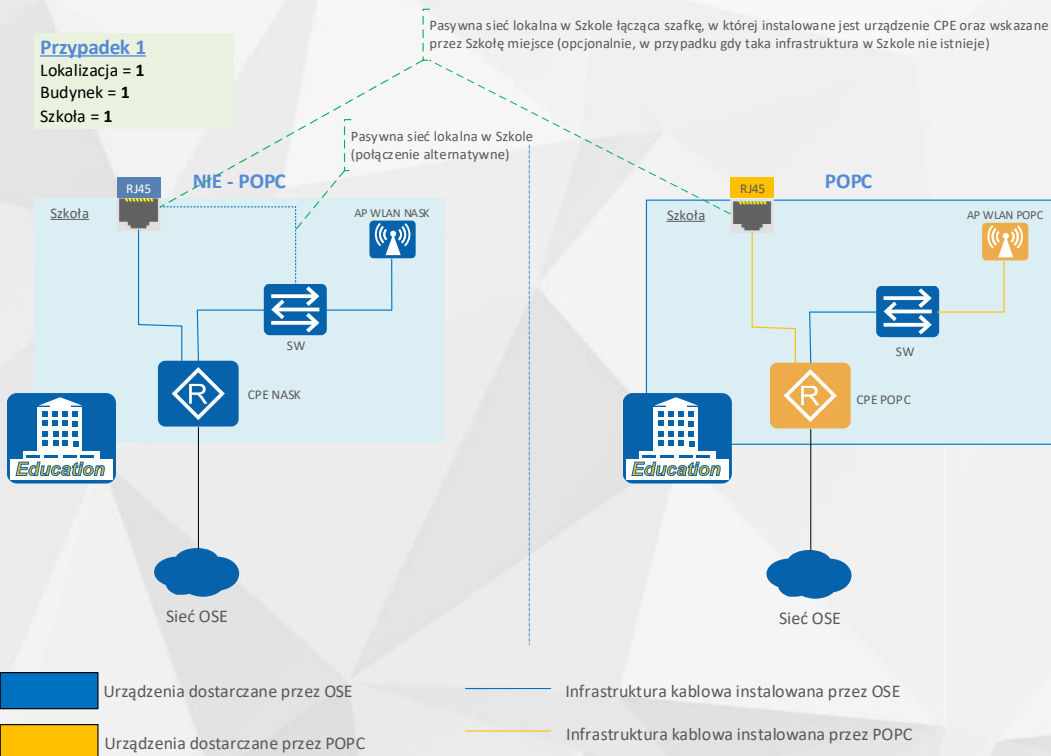 Pasywna sieć lokalna w Szkole łącząca szafkę, w której instalowane jest urządzenie CPE oraz wskazane
przez Szkołę miejsce (opcjonalnie, w przypadku gdy taka infrastruktura w Szkole nie istnieje)
Przypadek 1
Lokalizacja = 1
Budynek = 1
Szkoła = 1
Pasywna sieć lokalna w Szkole
(połączenie alternatywne)
NIE - POPC
RJ45
Szkoła
AP WLAN NASK
SW
R
CPE NASK
Education
Sieć OSE
POPC
RJ45
Szkoła
AP WLAN POPC
SW
R
CPE POPC
Education
Sieć OSE
Urządzenia dostarczane przez OSE
Infrastruktura kablowa instalowana przez OSE
Urządzenia dostarczane przez POPC
Infrastruktura kablowa instalowana przez POPC